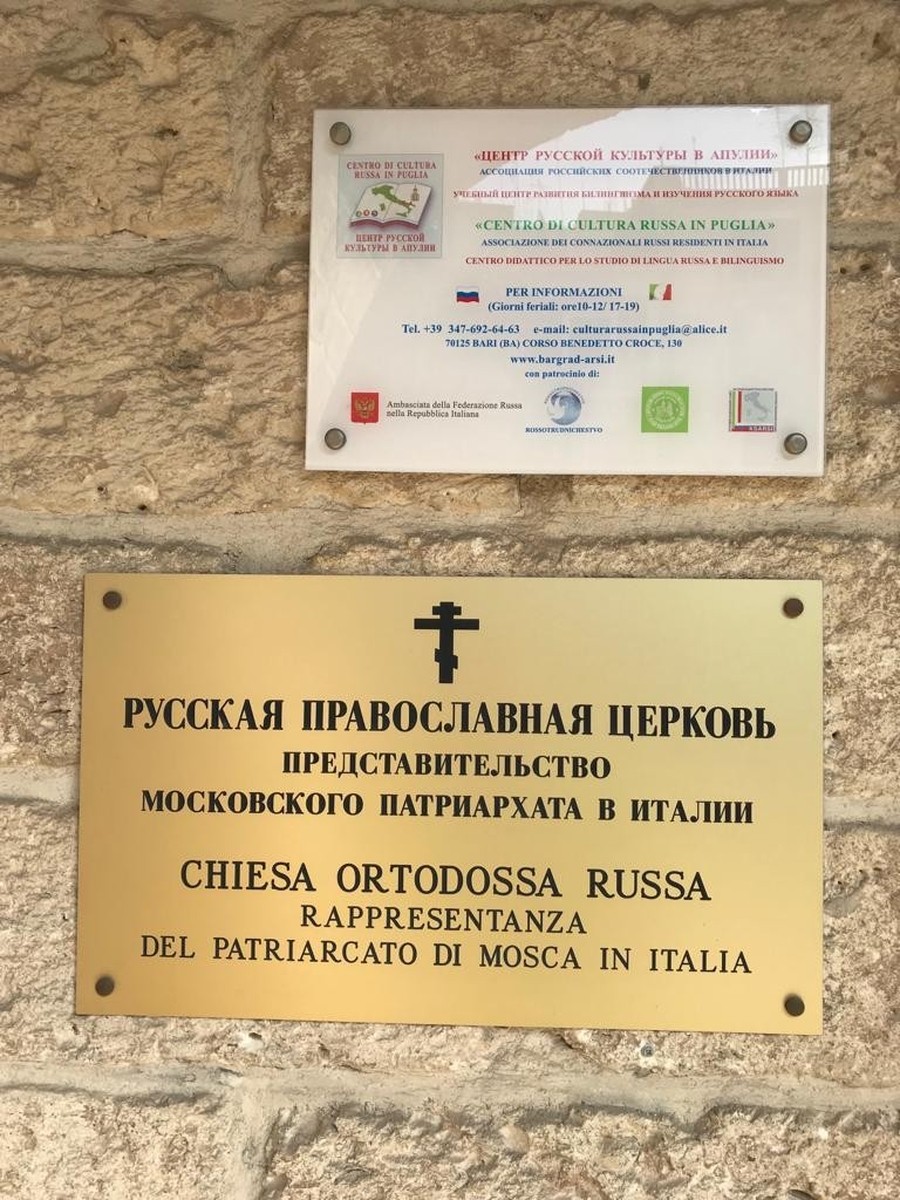 CENTRO DI CULTURA
RUSSA IN PUGLIA
ЦЕНТР РУССКОЙ
КУЛЬТУРЫ В АПУЛИИ
«ЦЕНТР РУССКОЙ КУЛЬТУРЫ В АПУЛИИ»
АССОЦИАЦИЯ РОССИЙСКИХ СООТЕЧЕСТВЕННИКОВ В ИТАЛИИ
УЧЕБНЫЙ ЦЕНТР РАЗВИТИЯ БИЛИНГВИЗМА И ИЗУЧЕНИЯ РУССКОГО ЯЗЫКА
«CENTRO DI CULTURA RUSSA IN PUGLIA»
ASSOCIAZIONE DEI CONNAZIONALI RUSSI RESIDENTI IN ITALIA
CENTRO DIDATTICO PER LO STUDIO DI LINGUA RUSSA E BILINGUISMO
PER INFORMAZIONI
(Giorni feriali: ore10-12/ 17-19)
Tel. +39 347-692-64-63 e-mail: culturarussainpuglia@alice.it
70125 BARI (BA) CORSO BENEDETTO CROCE, 130
www.bargrad-arsi.it
con patrocinio di:
Ambasciata della Federazione Russa
nella Repubblica Italiana
ROSSOTRUDNICHESTVO
РУССКАЯ ПРАВОСЛАВНАЯ ЦЕРКОВЬ
ПРЕДСТАВИТЕЛЬСТВО
МОСКОВСКОГО ПАТРИАРХАТА В ИТАЛИИ
CHIESA ORTODOSSA RUSSA
RAPPRESENTANZA
DEL PATRIARCATO DI MOSCA IN ITALIA